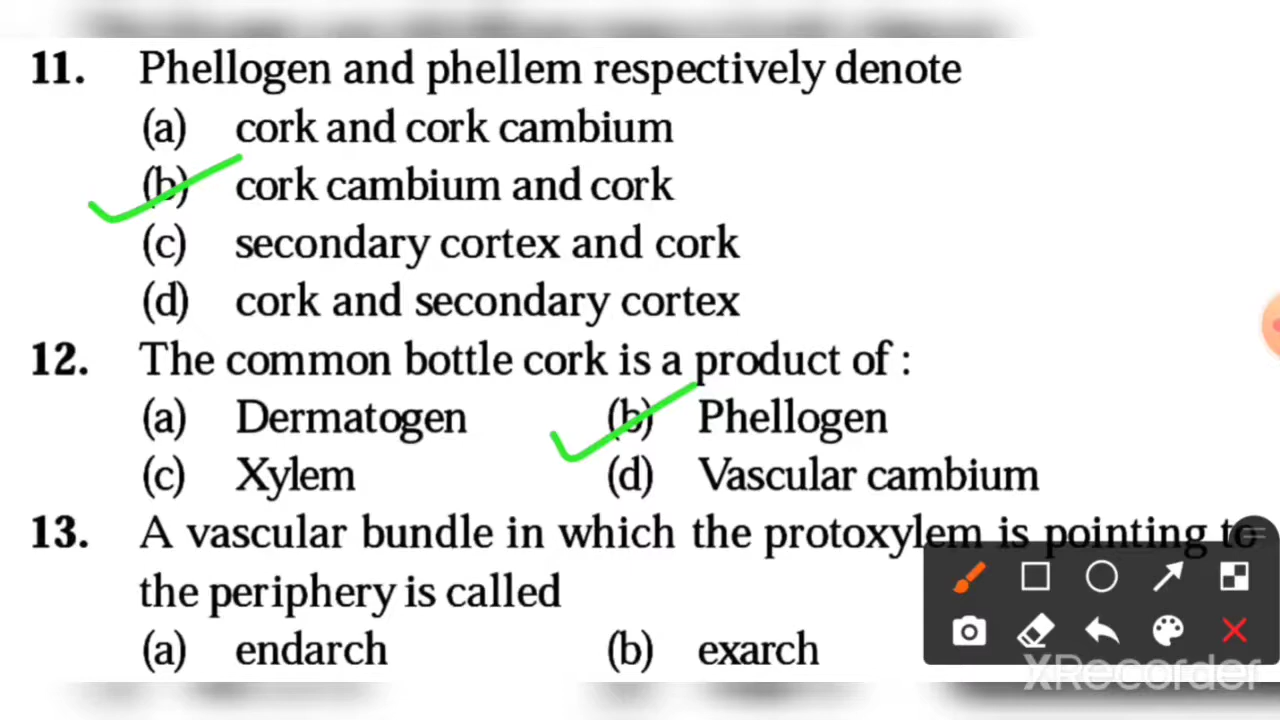 11. Phellogen and phellem respectively denote
(a) cork and cork cambium
(b) cork cambium and cork
(c) secondary cortex and cork
(d) cork and secondary cortex
12. The common bottle cork is a product of :
(a) Dermatogen (b) Phellogen
(c) Xylem (d) Vascular cambium
13. A vascular bundle in which the protoxylem is pointing to
the periphery is called
(a) endarch (b) exarch
XRecorder